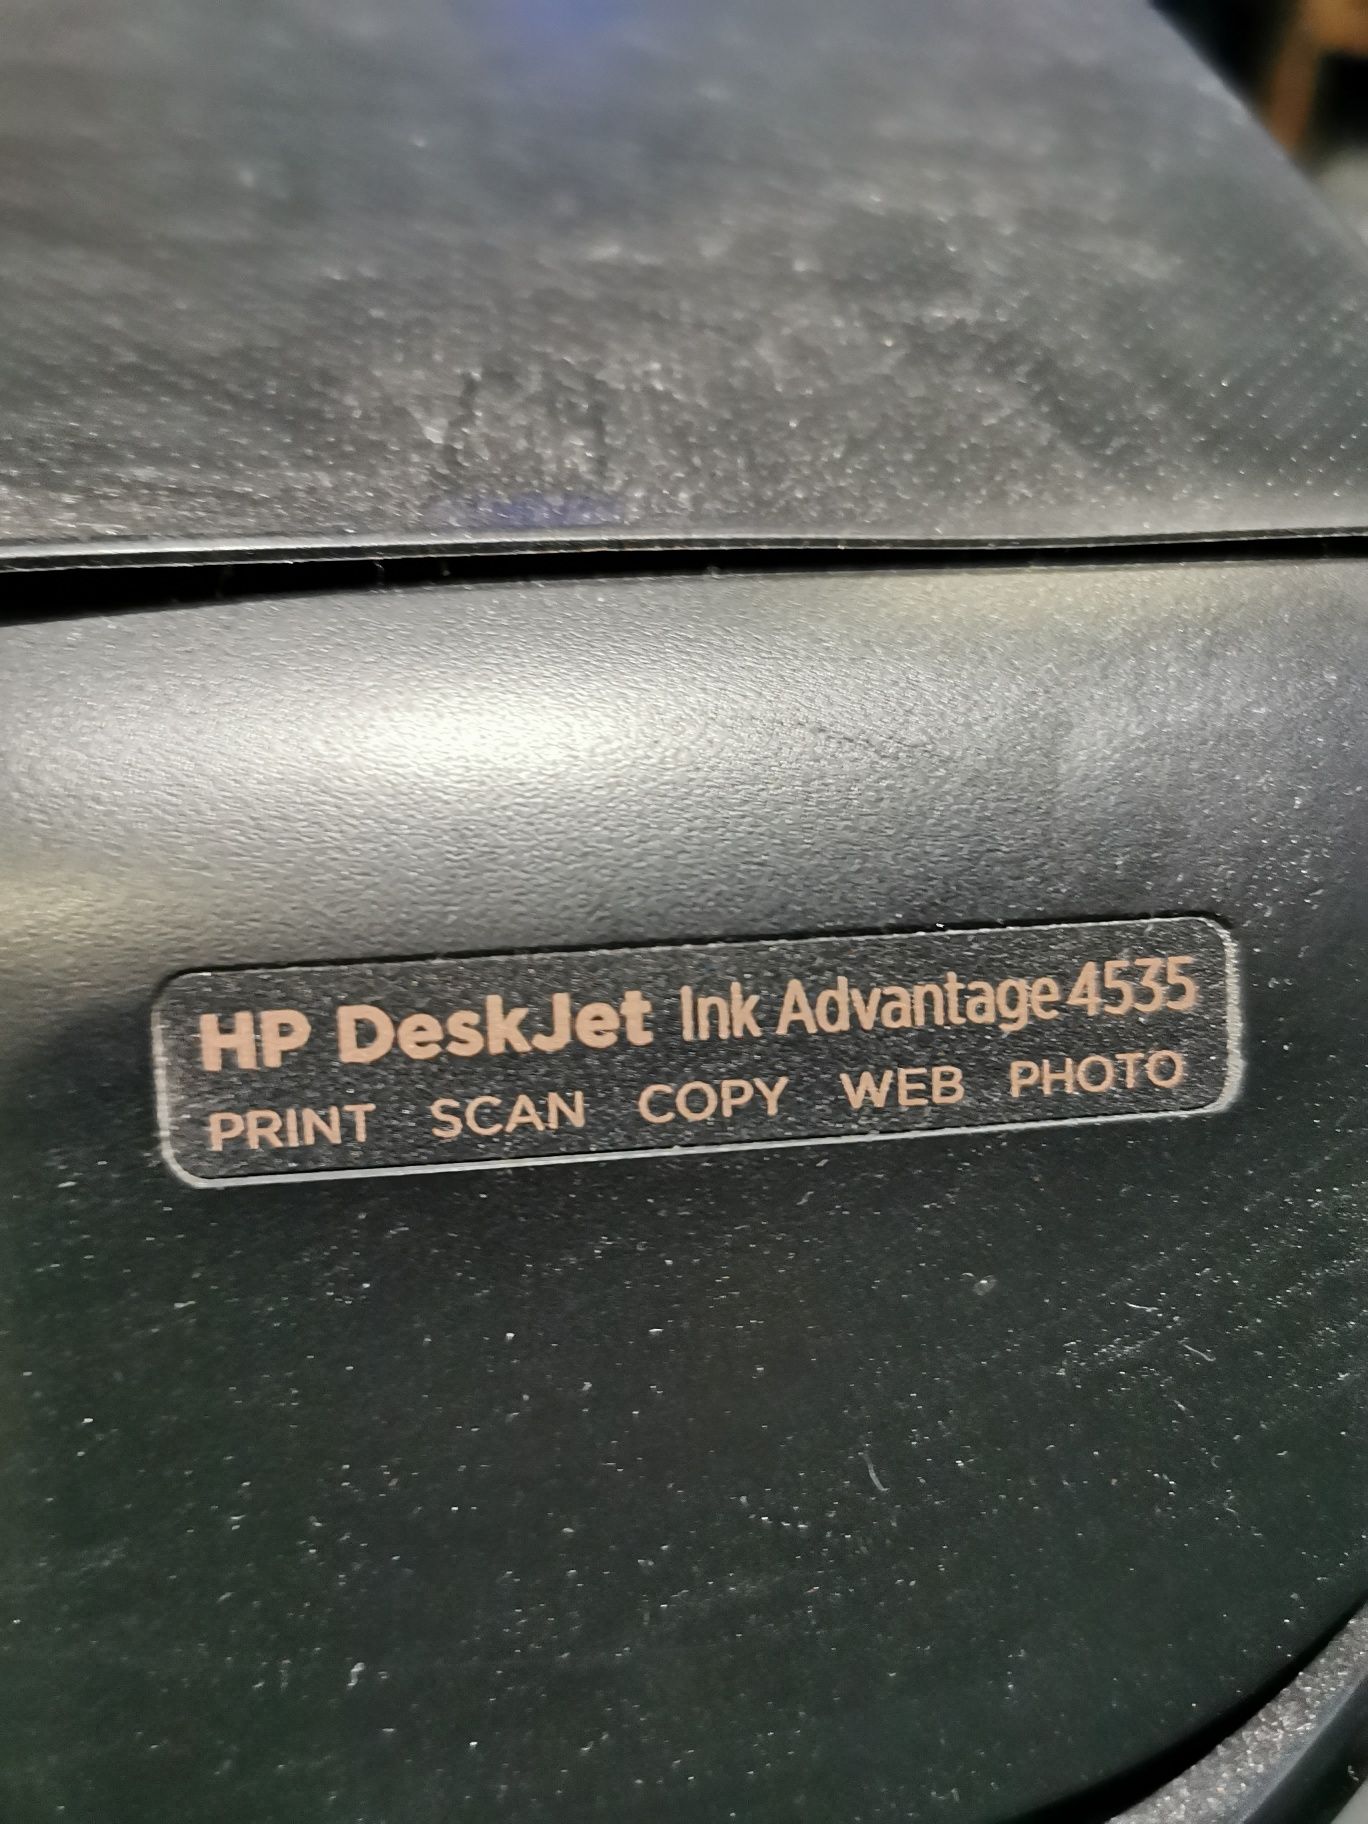 HP DeskJet Ink Advantage 4535
PRINT SCAN COPY WEB PHOTO